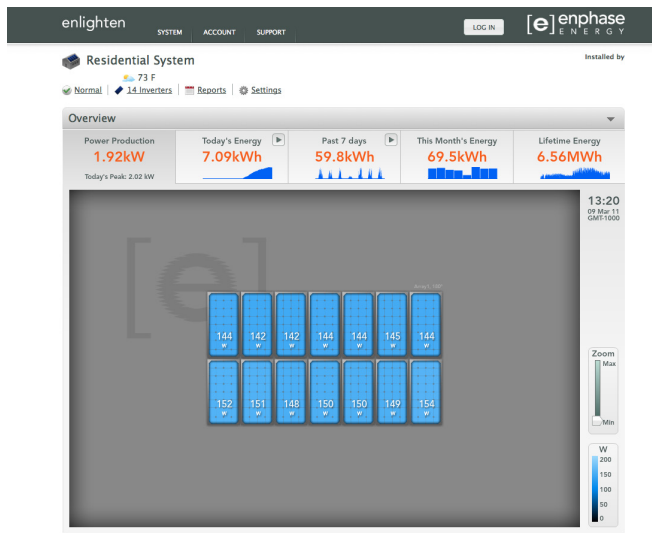 enlighten
SYSTEM ACCOUNT SUPPORT
LOG IN
[e] enphase
ENERGY
Residential System
Installed by
73 F
Normal 14 Inverters Reports Settings
Overview
Power Production Today's Energy Past 7 days This Month's Energy Lifetime Energy
1.92kW 7.09kWh 59.8kWh 69.5kWh 6.56MWh
Today's Peak: 2.02 kW
13:20
09 Mar 11
GMT-1000
[e]
144 142 142 144 144 145 144
W W W W W W W
152 151 148 150 150 149 154
W W W W W W W
Zoom
Max
Min
W
200
150
100
50
0